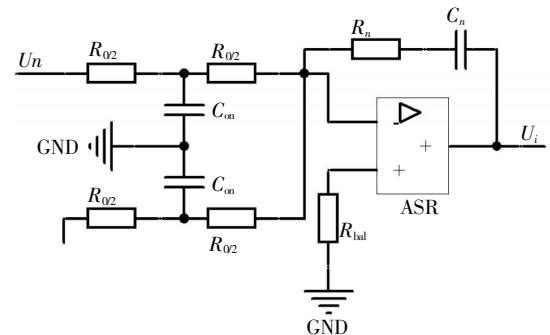 Un
R0/2
R0/2
Rn
Cn
Con
GND
Con
R0/2
R0/2
-
+
+
ASR
Ui
Rbal
GND